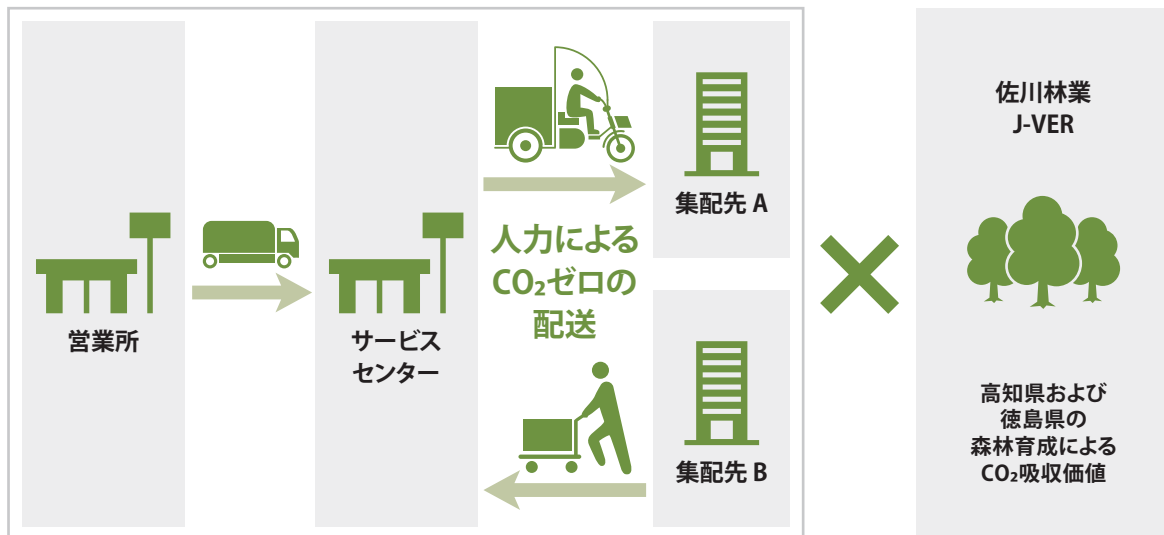 営業所
サービス
センター
人力による
CO₂ゼロの
配送
集配先 A
集配先 B
佐川林業
J-VER
高知県および
徳島県の
森林育成による
CO₂吸収価値